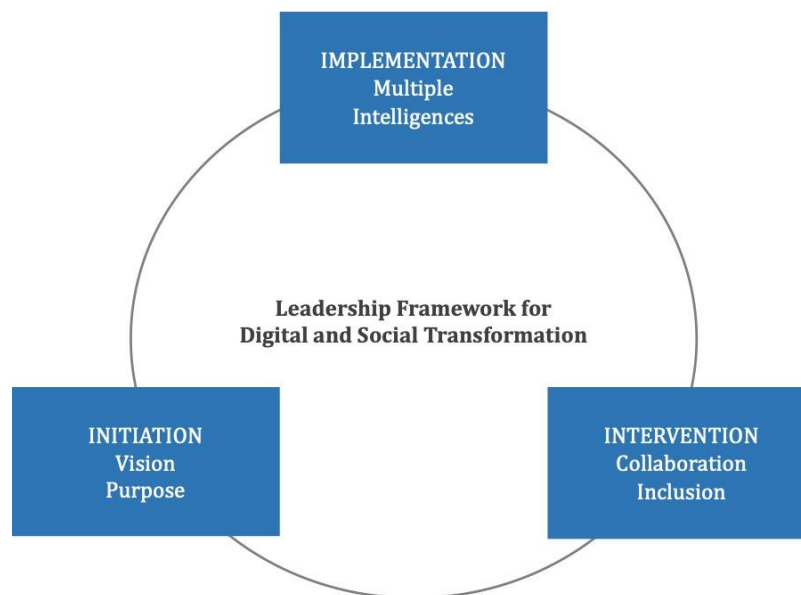 IMPLEMENTATION
Multiple
Intelligences
Leadership Framework for
Digital and Social Transformation
INITIATION
Vision
Purpose
INTERVENTION
Collaboration
Inclusion